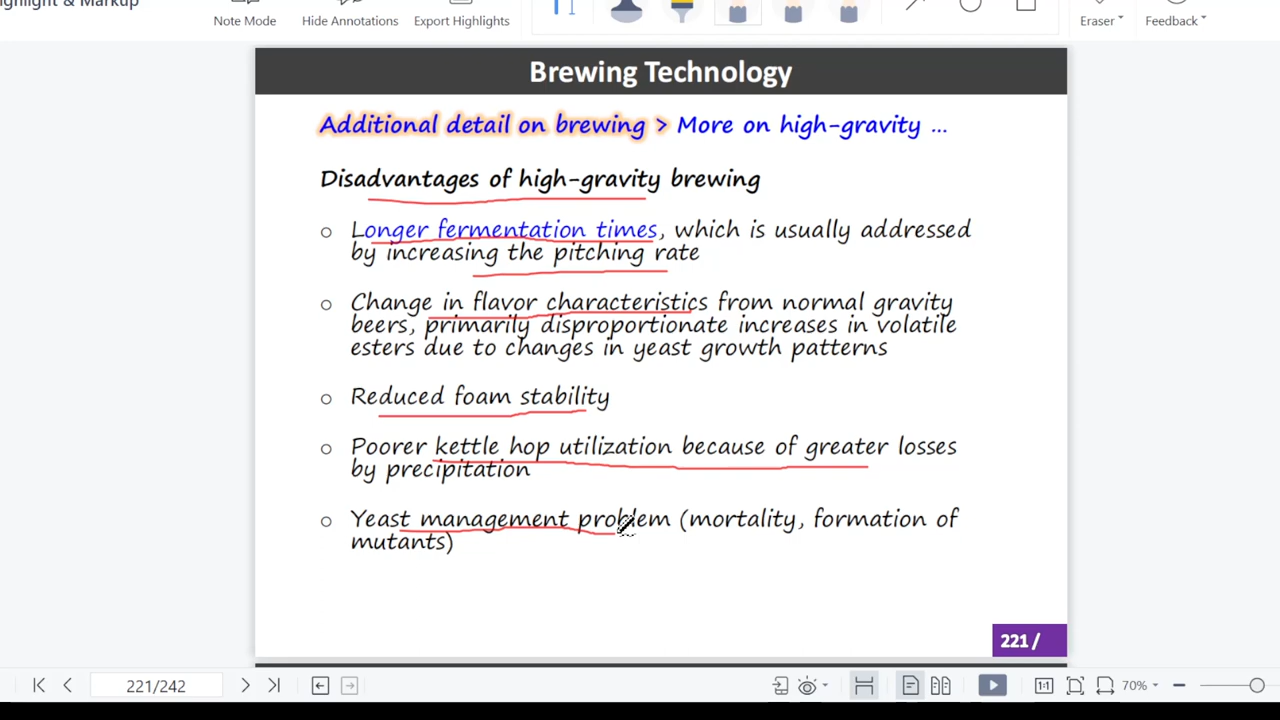 ighlight & Markup
Note Mode
Hide Annotations
Export Highlights
Eraser
Feedback
Brewing Technology
Additional detail on brewing > More on high-gravity ...
Disadvantages of high-gravity brewing
o Longer fermentation times, which is usually addressed
by increasing the pitching rate
o Change in flavor characteristics from normal gravity
beers, primarily disproportionate increases in volatile
esters due to changes in yeast growth patterns
o Reduced foam stability
o Poorer kettle hop utilization because of greater losses
by precipitation
o Yeast management problem (mortality, formation of
mutants)
221 /
221/242
1:1
70%